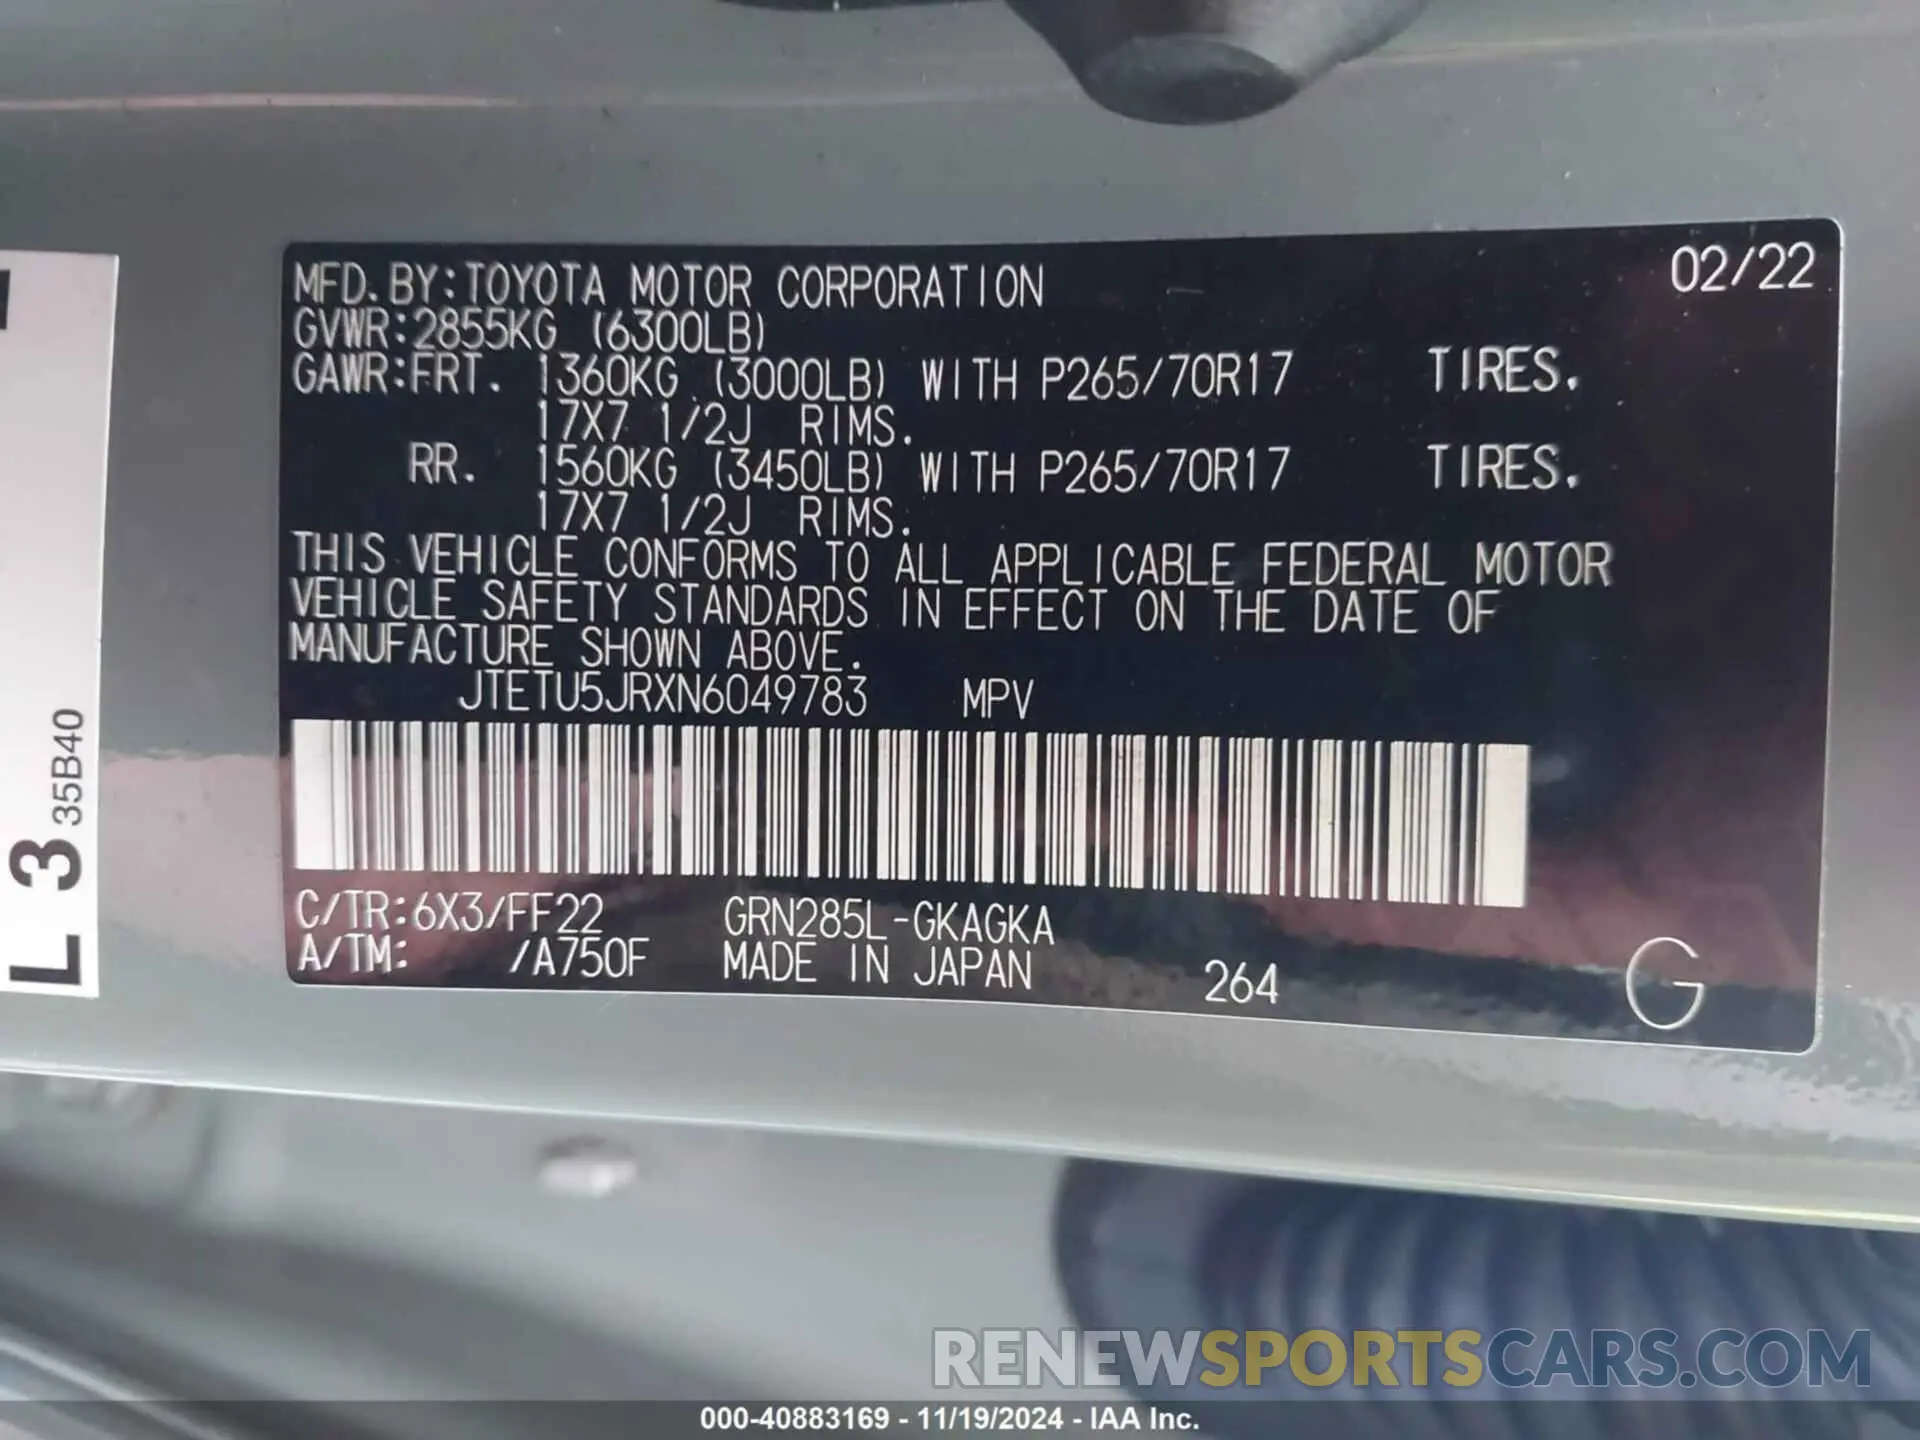 02/22
MFD.BY:TOYOTA MOTOR CORPORATION
GVWR:2855KG (6300LB)
GAWR:FRT. 1360KG (3000LB) WITH P265/70R17 TIRES.
17X7 1/2J RIMS.
RR. 1560KG (3450LB) WITH P265/70R17 TIRES.
17X7 1/2J RIMS.
THIS VEHICLE CONFORMS TO ALL APPLICABLE FEDERAL MOTOR
VEHICLE SAFETY STANDARDS IN EFFECT ON THE DATE OF
MANUFACTURE SHOWN ABOVE.
JTETU5JRXN6049783 MPV
C/TR:6X3/FF22 GRN285L-GKAGKA
A/TM: /A750F MADE IN JAPAN 264 G
L 3 35B40
RENEWSPORTSCARS.COM
000-40883169 - 11/19/2024 - IAA Inc.